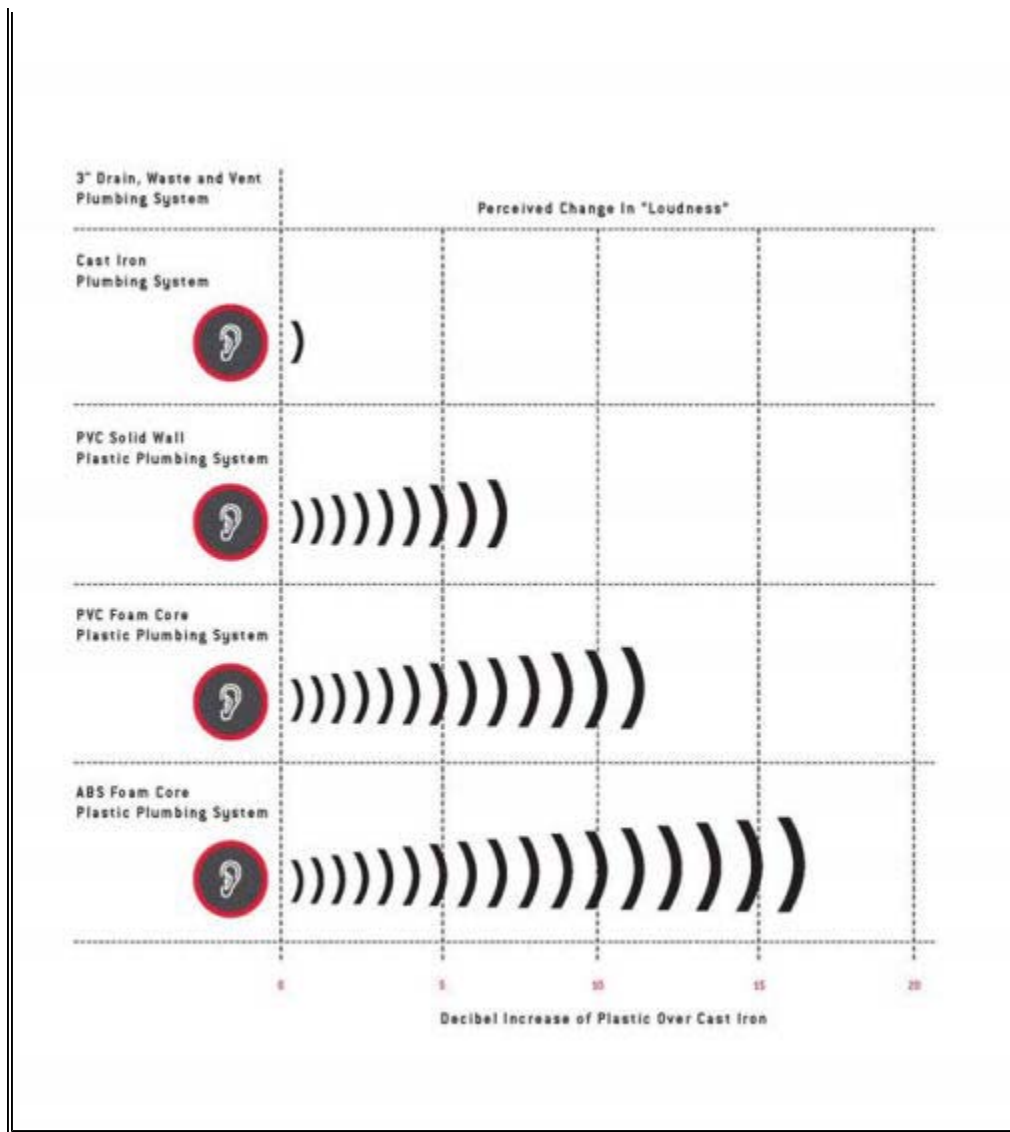 3" Drain, Waste and Vent
Plumbing System
Perceived Change In "Loudness"
Cast Iron
Plumbing System
PVC Solid Wall
Plastic Plumbing System
PVC Foam Core
Plastic Plumbing System
ABS Foam Core
Plastic Plumbing System
0 5 10 15 20
Decibel Increase of Plastic Over Cast Iron